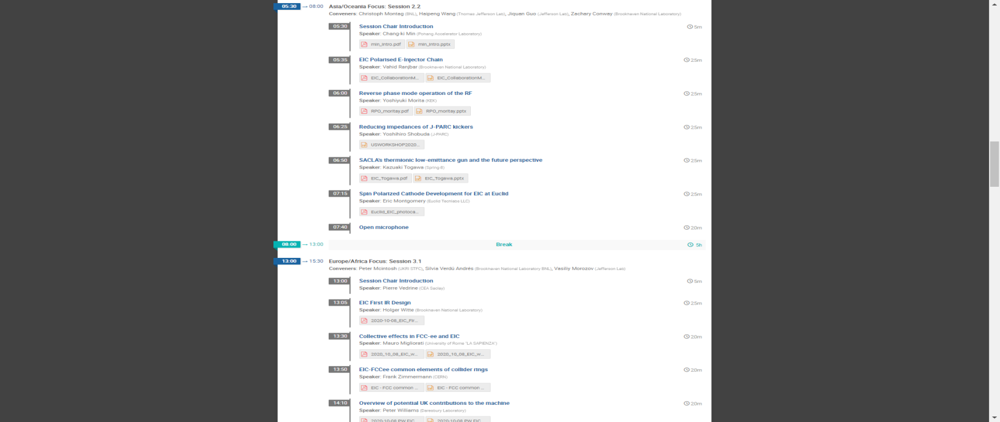 05:30 → 08:00 Asia/Oceania Focus: Session 2.2
Conveners: Christoph Montag (BNL), Haipeng Wang (Thomas Jefferson Lab), Jiquan Guo (Jefferson Lab), Zachary Conway (Brookhaven National Laboratory)
05:30 Session Chair Introduction 5m
Speaker: Chang-ki Min (Pohang Accelerator Laboratory)
min_intro.pdf min_intro.pptx
05:35 EIC Polarised E-Injector Chain 25m
Speaker: Vahid Ranjbar (Brookhaven National Laboratory)
EIC_CollaborationM... EIC_CollaborationM...
06:00 Reverse phase mode operation of the RF 25m
Speaker: Yoshiyuki Morita (KEK)
RPO_moritay.pdf RPO_moritay.pptx
06:25 Reducing impedances of J-PARC kickers 25m
Speaker: Yoshihiro Shobuda (J-PARC)
USWORKSHOP2020...
06:50 SACLA's thermionic low-emittance gun and the future perspective 25m
Speaker: Kazuaki Togawa (Spring-8)
EIC_Togawa.pdf EIC_Togawa.pptx
07:15 Spin Polarized Cathode Development for EIC at Euclid 25m
Speaker: Eric Montgomery (Euclid Techlabs LLC)
Euclid_EIC_photoca...
07:40 Open microphone 20m
08:00 → 13:00 Break 5h
13:00 → 15:30 Europe/Africa Focus: Session 3.1
Conveners: Peter Mcintosh (UKRI STFC), Silvia Verdú Andrés (Brookhaven National Laboratory BNL), Vasiliy Morozov (Jefferson Lab)
13:00 Session Chair Introduction 5m
Speaker: Pierre Vedrine (CEA Saclay)
13:05 EIC First IR Design 25m
Speaker: Holger Witte (Brookhaven National Laboratory)
2020-10-08_EIC_Fir...
13:30 Collective effects in FCC-ee and EIC 20m
Speaker: Mauro Migliorati (University of Rome "LA SAPIENZA")
2020_10_08_EIC_w... 2020_10_08_EIC_w...
13:50 EIC-FCCee common elements of collider rings 20m
Speaker: Frank Zimmermann (CERN)
EIC - FCC common ... EIC - FCC common ...
14:10 Overview of potential UK contributions to the machine 20m
Speaker: Peter Williams (Daresbury Laboratory)
2020-10-08 PW EIC... 2020-10-08 PW EIC...